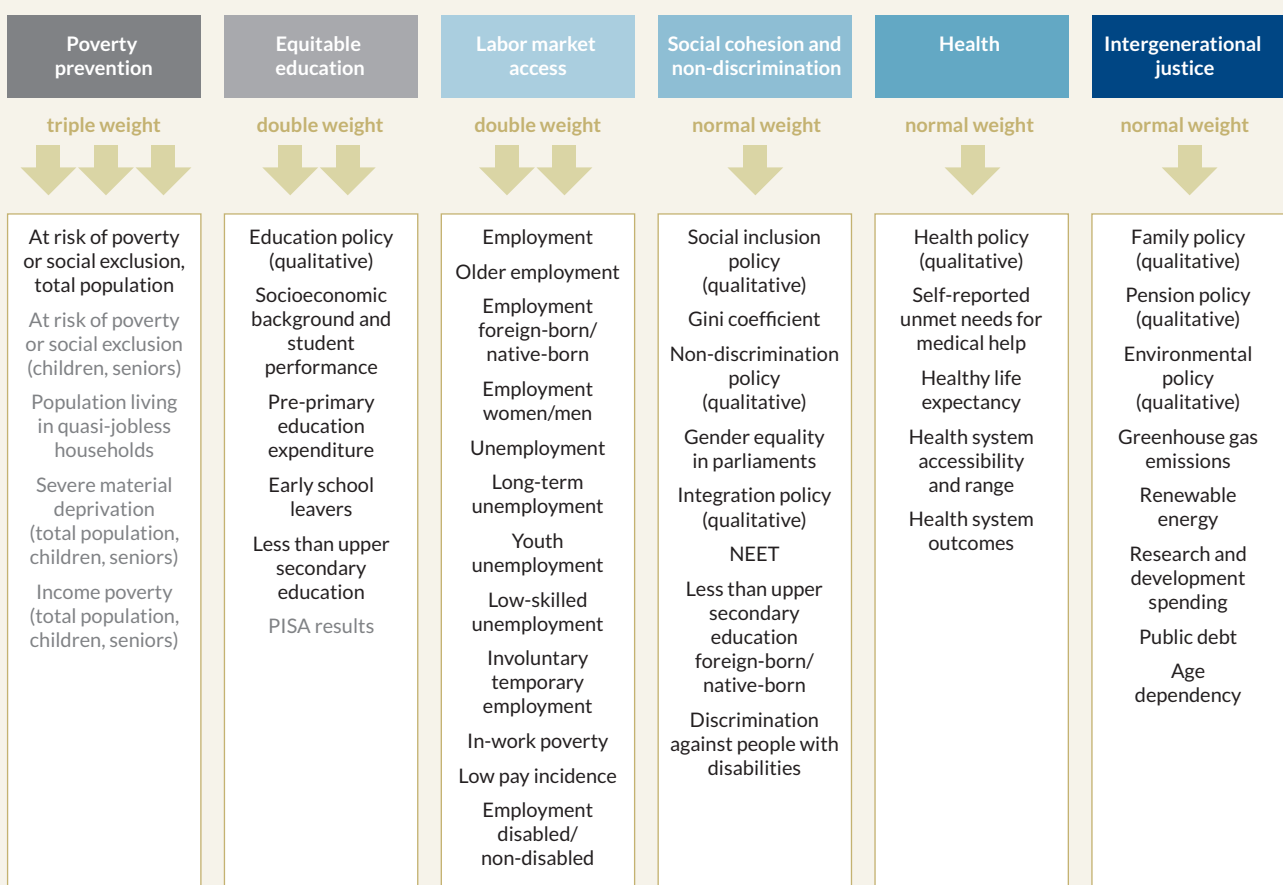 Poverty
prevention
Equitable
education
Labor market
access
Social cohesion and
non-discrimination
Health
Intergenerational
justice
triple weight
double weight
double weight
normal weight
normal weight
normal weight
At risk of poverty
or social exclusion,
total population
At risk of poverty
or social exclusion
(children, seniors)
Population living
in quasi-jobless
households
Severe material
deprivation
(total population,
children, seniors)
Income poverty
(total population,
children, seniors)
Education policy
(qualitative)
Socioeconomic
background and
student
performance
Pre-primary
education
expenditure
Early school
leavers
Less than upper
secondary
education
PISA results
Employment
Older employment
Employment
foreign-born/
native-born
Employment
women/men
Unemployment
Long-term
unemployment
Youth
unemployment
Low-skilled
unemployment
Involuntary
temporary
employment
In-work poverty
Low pay incidence
Employment
disabled/
non-disabled
Social inclusion
policy
(qualitative)
Gini coefficient
Non-discrimination
policy
(qualitative)
Gender equality
in parliaments
Integration policy
(qualitative)
NEET
Less than upper
secondary
education
foreign-born/
native-born
Discrimination
against people with
disabilities
Health policy
(qualitative)
Self-reported
unmet needs for
medical help
Healthy life
expectancy
Health system
accessibility
and range
Health system
outcomes
Family policy
(qualitative)
Pension policy
(qualitative)
Environmental
policy
(qualitative)
Greenhouse gas
emissions
Renewable
energy
Research and
development
spending
Public debt
Age
dependency